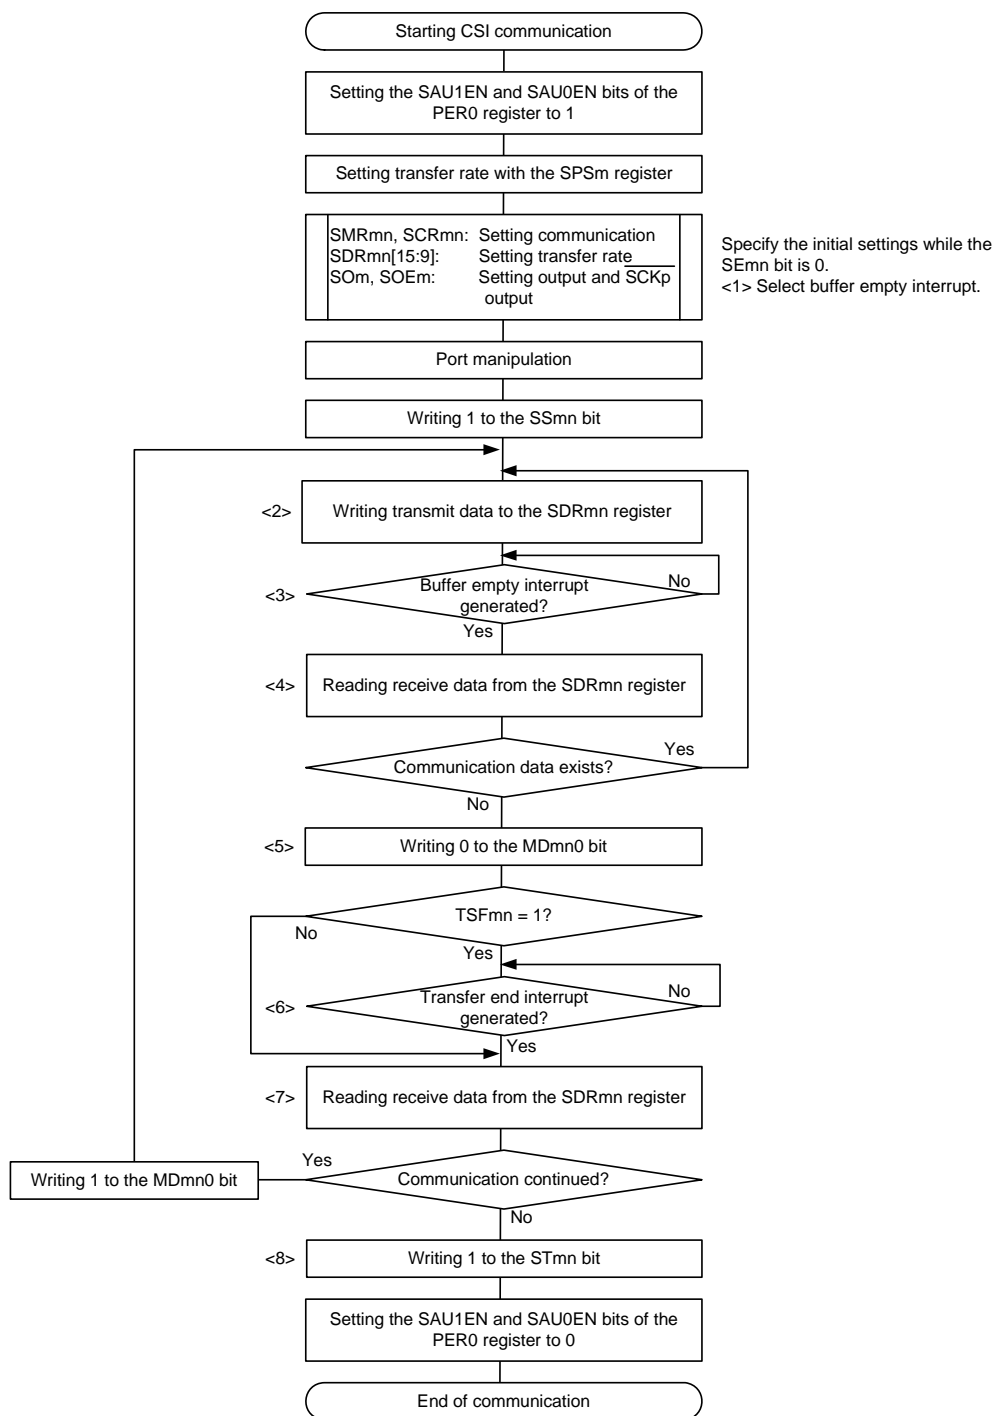 Starting CSI communication
Setting the SAU1EN and SAU0EN bits of the
PER0 register to 1
Setting transfer rate with the SPSm register
SMRmn, SCRmn: Setting communication
SDRmn[15:9]: Setting transfer rate
SOm, SOEm: Setting output and SCKp
output
Specify the initial settings while the
SEmn bit is 0.
<1> Select buffer empty interrupt.
Port manipulation
Writing 1 to the SSmn bit
<2>
Writing transmit data to the SDRmn register
<3>
Buffer empty interrupt
generated?
No
Yes
<4>
Reading receive data from the SDRmn register
Communication data exists?
Yes
No
<5>
Writing 0 to the MDmn0 bit
TSFmn = 1?
No
Yes
<6>
Transfer end interrupt
generated?
No
Yes
<7>
Reading receive data from the SDRmn register
Writing 1 to the MDmn0 bit
Yes
Communication continued?
No
<8>
Writing 1 to the STmn bit
Setting the SAU1EN and SAU0EN bits of the
PER0 register to 0
End of communication